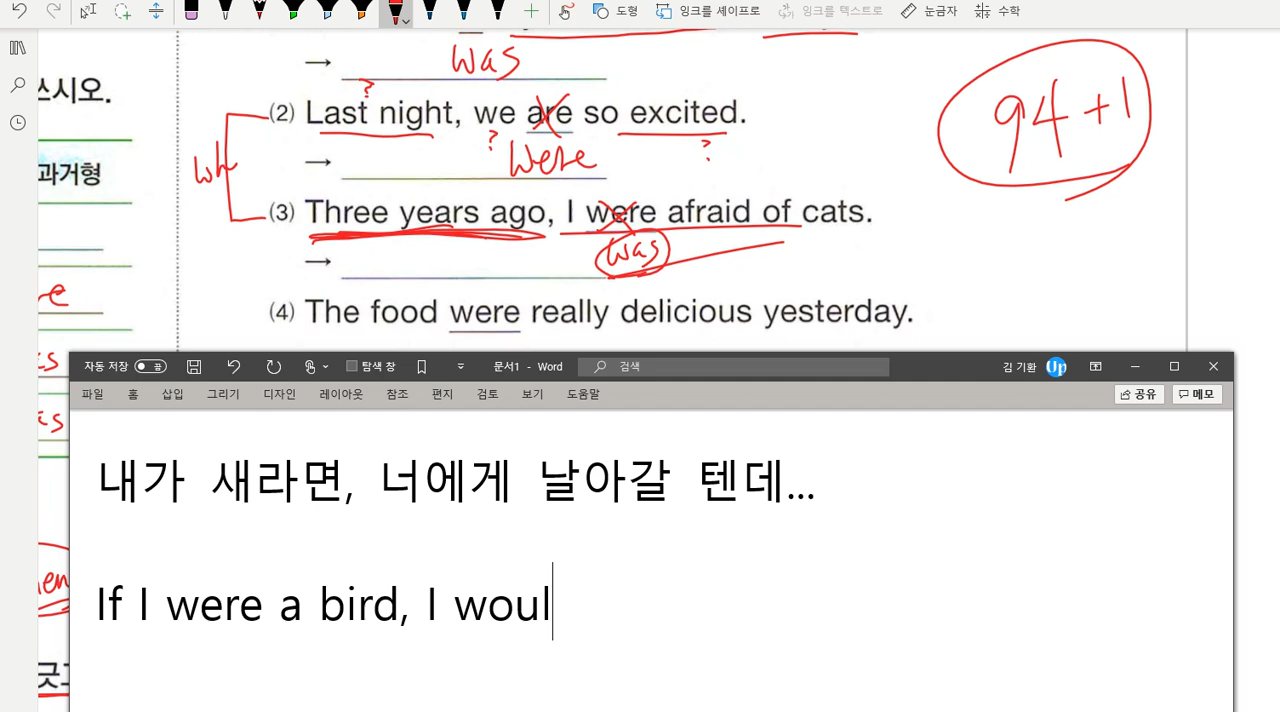 도형 잉크를 셰이프로 잉크를 텍스트로 눈금자 수학
→ was
쓰시오.
94+1
(2) Last night, we are so excited.
? ? ?
과거형
→ were
wh
(3) Three years ago, I were afraid of cats.
→ was
(4) The food were really delicious yesterday.
자동 저장 끔 탐색 창 문서1 - Word 검색 김 기환 Up
파일 홈 삽입 그리기 디자인 레이아웃 참조 편지 검토 보기 도움말 공유 메모
내가 새라면, 너에게 날아갈 텐데...
If I were a bird, I woul